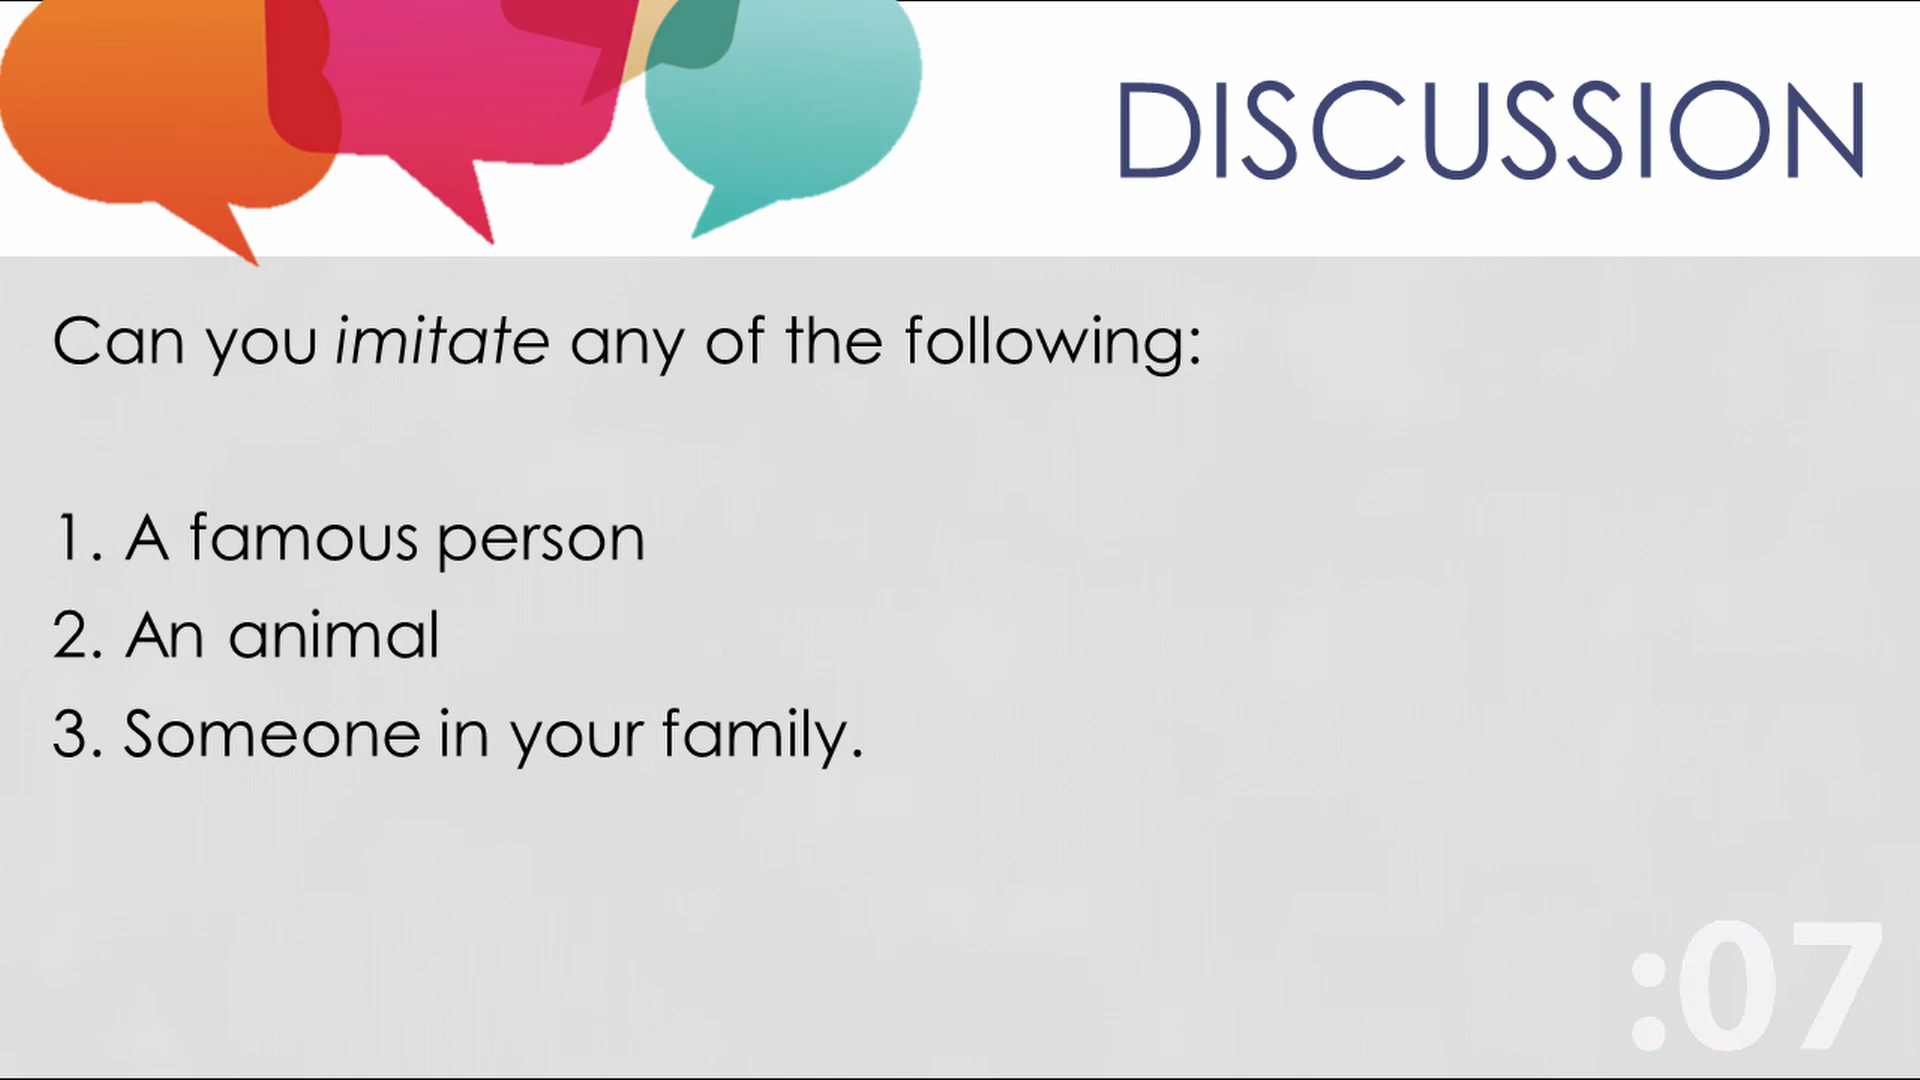 DISCUSSION
Can you imitate any of the following:
1. A famous person
2. An animal
3. Someone in your family.
:07